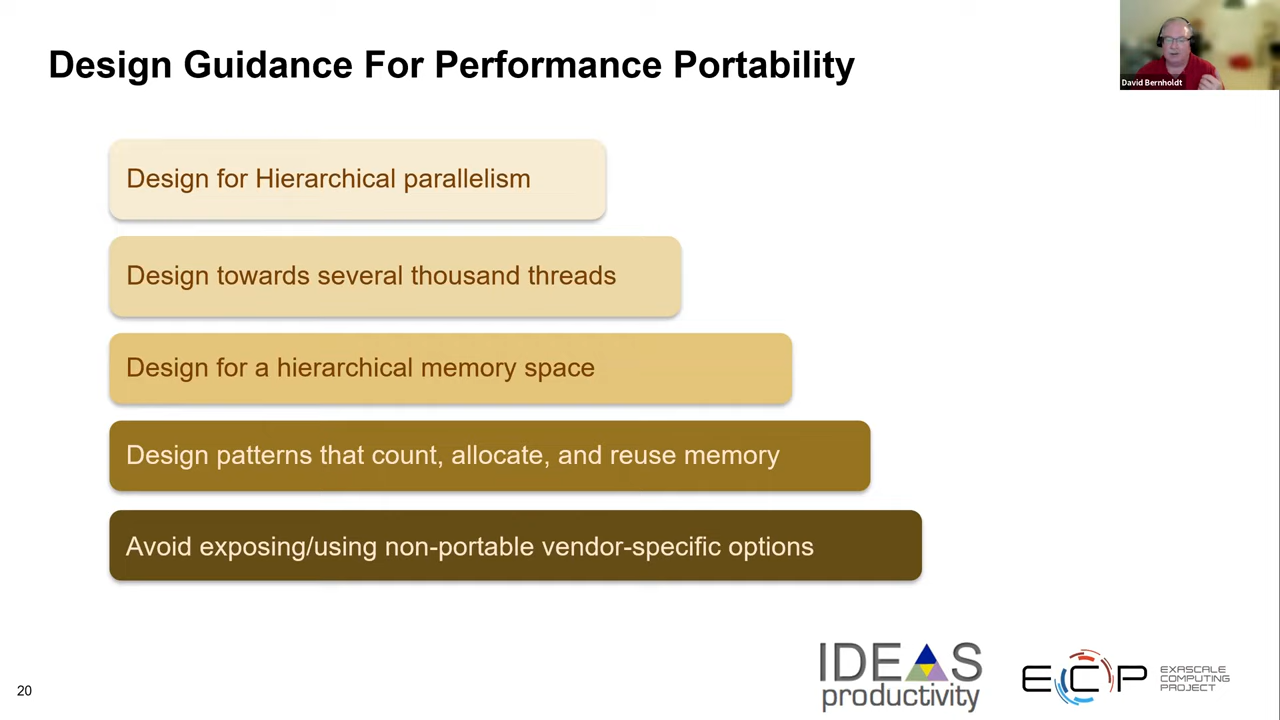 Design Guidance For Performance Portability
David Bernholdt
Design for Hierarchical parallelism
Design towards several thousand threads
Design for a hierarchical memory space
Design patterns that count, allocate, and reuse memory
Avoid exposing/using non-portable vendor-specific options
20
IDEAS
productivity
ECP
EXASCALE
COMPUTING
PROJECT